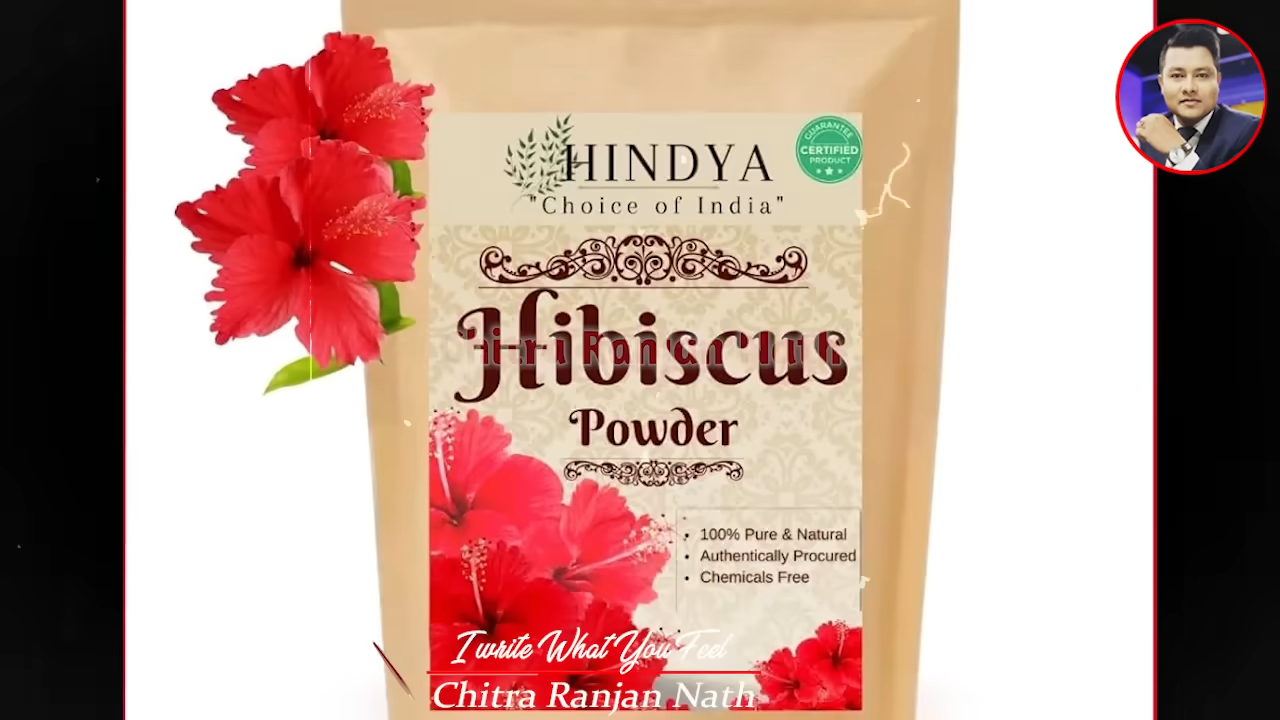 HINDYA
"Choice of India"
GUARANTEE
CERTIFIED
PRODUCT
Hibiscus
Powder
• 100% Pure & Natural
• Authentically Procured
• Chemicals Free
I write What You Feel
Chitra Ranjan Nath